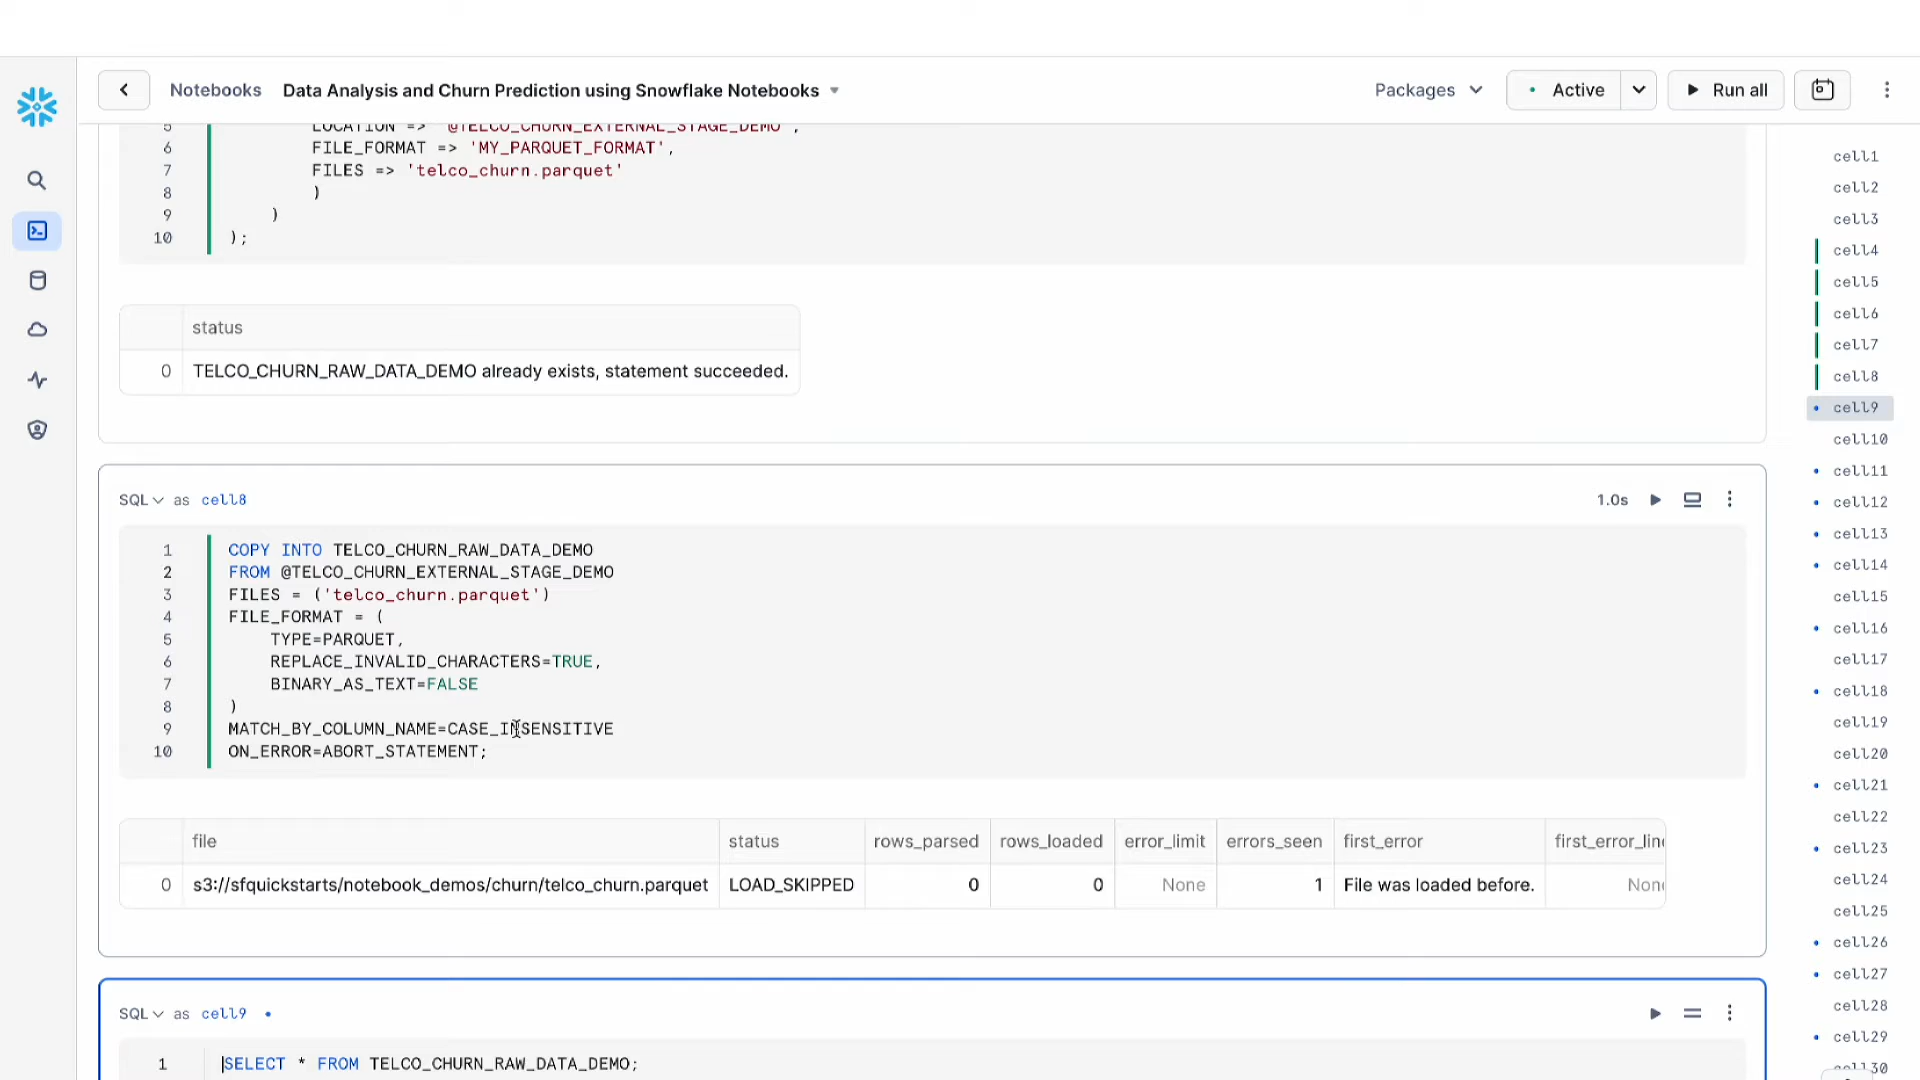 Notebooks Data Analysis and Churn Prediction using Snowflake Notebooks
Packages Active Run all
5 LOCATION => '@TELCO_CHURN_EXTERNAL_STAGE_DEMO',
6 FILE_FORMAT => 'MY_PARQUET_FORMAT',
7 FILES => 'telco_churn.parquet'
8 )
9 )
10 );
status
0 TELCO_CHURN_RAW_DATA_DEMO already exists, statement succeeded.
SQL as cell8
1.0s
1 COPY INTO TELCO_CHURN_RAW_DATA_DEMO
2 FROM @TELCO_CHURN_EXTERNAL_STAGE_DEMO
3 FILES = ('telco_churn.parquet')
4 FILE_FORMAT = (
5 TYPE=PARQUET,
6 REPLACE_INVALID_CHARACTERS=TRUE,
7 BINARY_AS_TEXT=FALSE
8 )
9 MATCH_BY_COLUMN_NAME=CASE_INSENSITIVE
10 ON_ERROR=ABORT_STATEMENT;
file status rows_parsed rows_loaded error_limit errors_seen first_error first_error_lin
0 s3://sfquickstarts/notebook_demos/churn/telco_churn.parquet LOAD_SKIPPED 0 0 None 1 File was loaded before. Non
SQL as cell9
1 SELECT * FROM TELCO_CHURN_RAW_DATA_DEMO;
cell1
cell2
cell3
cell4
cell5
cell6
cell7
cell8
cell9
cell10
cell11
cell12
cell13
cell14
cell15
cell16
cell17
cell18
cell19
cell20
cell21
cell22
cell23
cell24
cell25
cell26
cell27
cell28
cell29
cell30